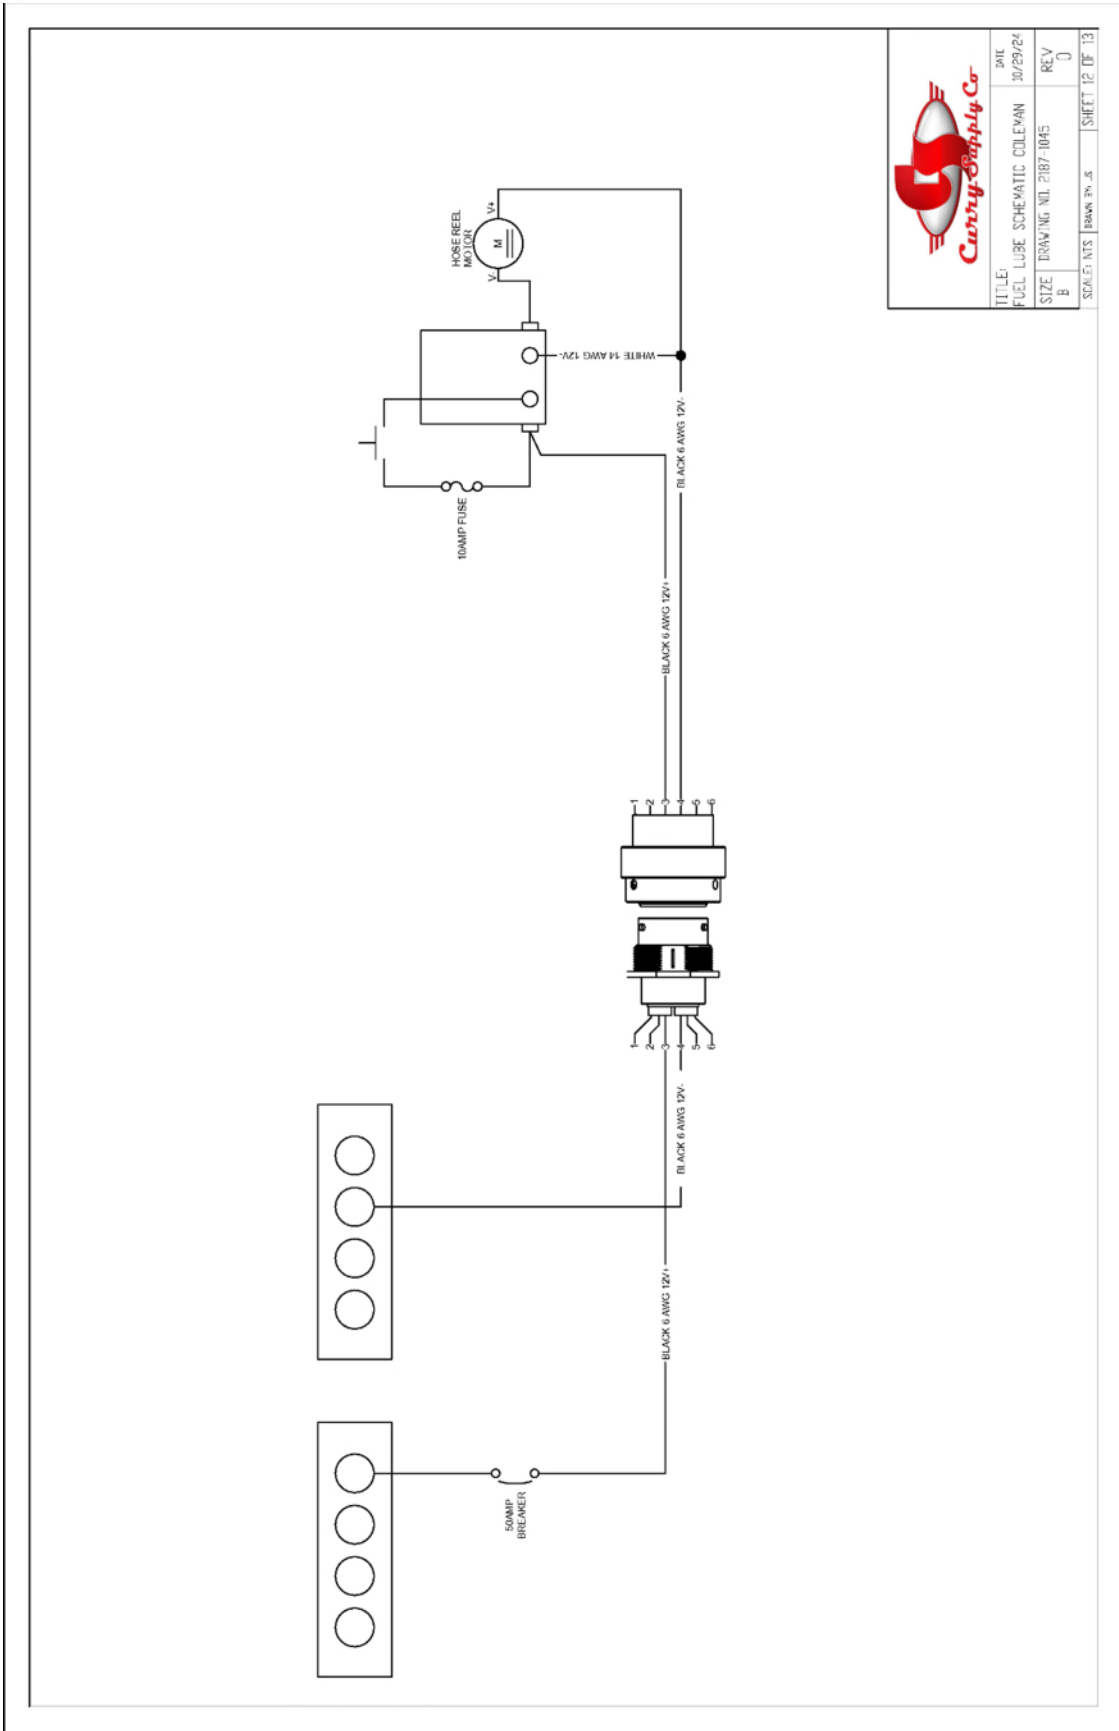 10AMP FUSE
HOSE REEL
MOTOR
V-
M
V+
WHITE 14 AWG 12V-
BLACK 6 AWG 12V+
BLACK 6 AWG 12V-
1
2
3
4
5
6
1
2
3
4
5
6
BLACK 6 AWG 12V-
BLACK 6 AWG 12V+
50AMP
BREAKER
Curry Supply Co
TITLE:
FUEL LUBE SCHEMATIC COLEMAN
DATE
10/29/24
SIZE
B
DRAWING NO. 2187-1045
REV
0
SCALE: NTS
DRAWN BY: JS
SHEET 12 OF 13